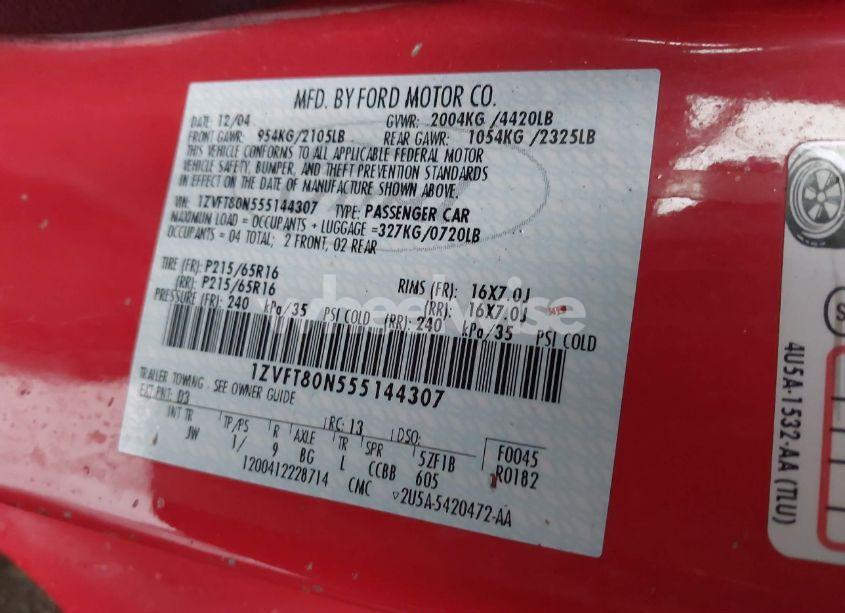 MFD. BY FORD MOTOR CO.
DATE: 12/04 GVWR: 2004KG /4420LB
FRONT GAWR: 954KG/2105LB REAR GAWR: 1054KG /2325LB
THIS VEHICLE CONFORMS TO ALL APPLICABLE FEDERAL MOTOR
VEHICLE SAFETY, BUMPER, AND THEFT PREVENTION STANDARDS
IN EFFECT ON THE DATE OF MANUFACTURE SHOWN ABOVE.
VIN: 1ZVFT80N555144307 TYPE: PASSENGER CAR
MAXIMUM LOAD = OCCUPANTS + LUGGAGE =327KG/0720LB
OCCUPANTS = 04 TOTAL; 2 FRONT, 02 REAR
TIRE (FR): P215/65R16 RIMS (FR): 16X7.0J
(RR): P215/65R16 (RR): 16X7.0J
PRESSURE (FR): 240 kPa/35 PSI COLD (RR): 240 kPa/35 PSI COLD
wheelwise
1ZVFT80N555144307
TRAILER TOWING - SEE OWNER GUIDE
EXT PNT: D3 RC: 13 DSO: F0045
INT TR TP/PS R AXLE TR SPR 5ZF1B R0182
JW 1/ 9 BG L CCBB 605
1200412228714 CMC ▽2U5A-5420472-AA
4U5A-1532-AA (TLU)